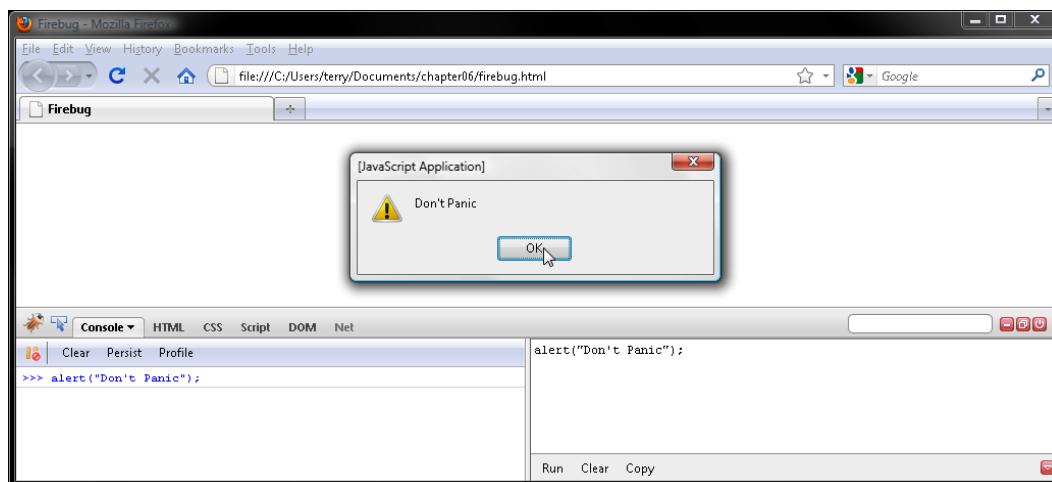 Firebug - Mozilla Firefox
File Edit View History Bookmarks Tools Help
file:///C:/Users/terry/Documents/chapter06/firebug.html
Google
Firebug
[JavaScript Application]
Don't Panic
OK
Console HTML CSS Script DOM Net
Clear Persist Profile
>>> alert("Don't Panic");
alert("Don't Panic");
Run Clear Copy